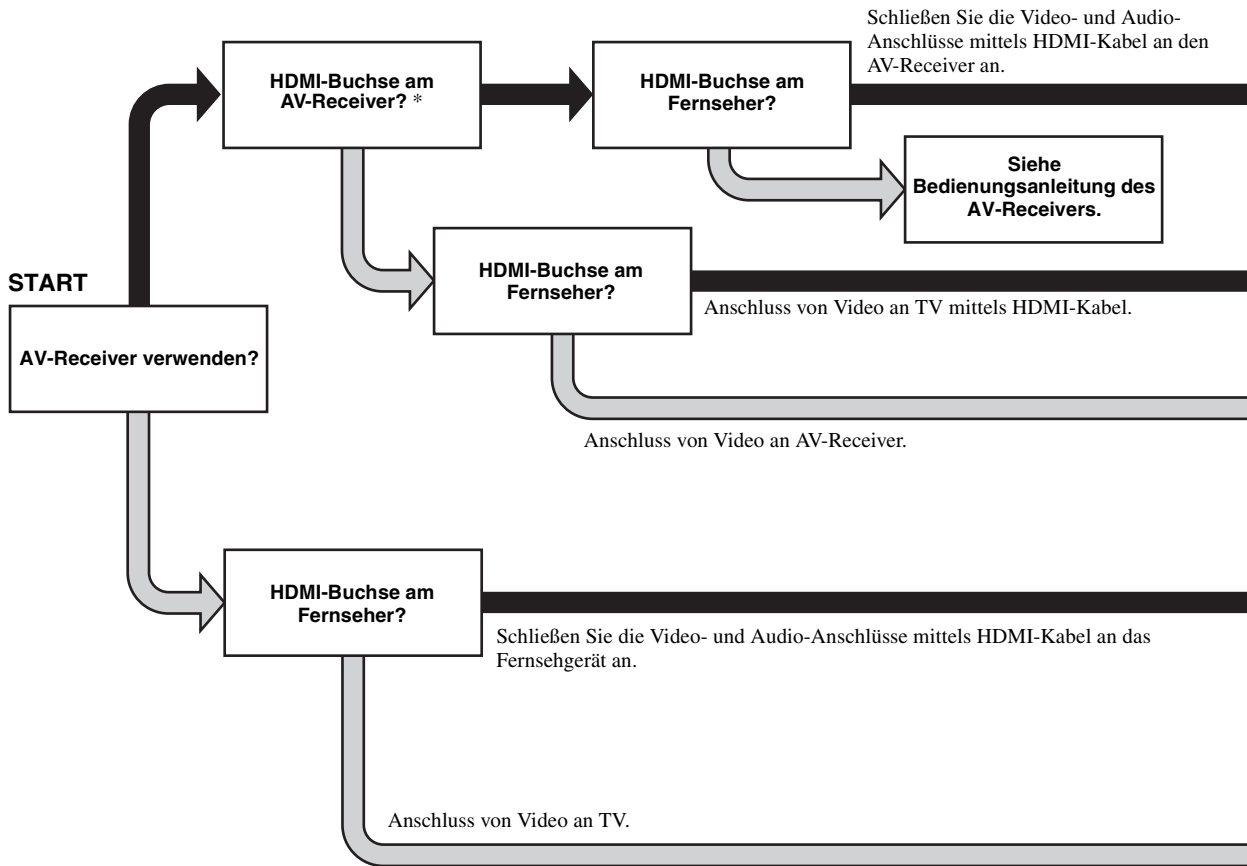 Schließen Sie die Video- und Audio-
Anschlüsse mittels HDMI-Kabel an den
AV-Receiver an.
HDMI-Buchse am
AV-Receiver? *
HDMI-Buchse am
Fernseher?
Siehe
Bedienungsanleitung des
AV-Receivers.
HDMI-Buchse am
Fernseher?
START
Anschluss von Video an TV mittels HDMI-Kabel.
AV-Receiver verwenden?
Anschluss von Video an AV-Receiver.
HDMI-Buchse am
Fernseher?
Schließen Sie die Video- und Audio-Anschlüsse mittels HDMI-Kabel an das
Fernsehgerät an.
Anschluss von Video an TV.